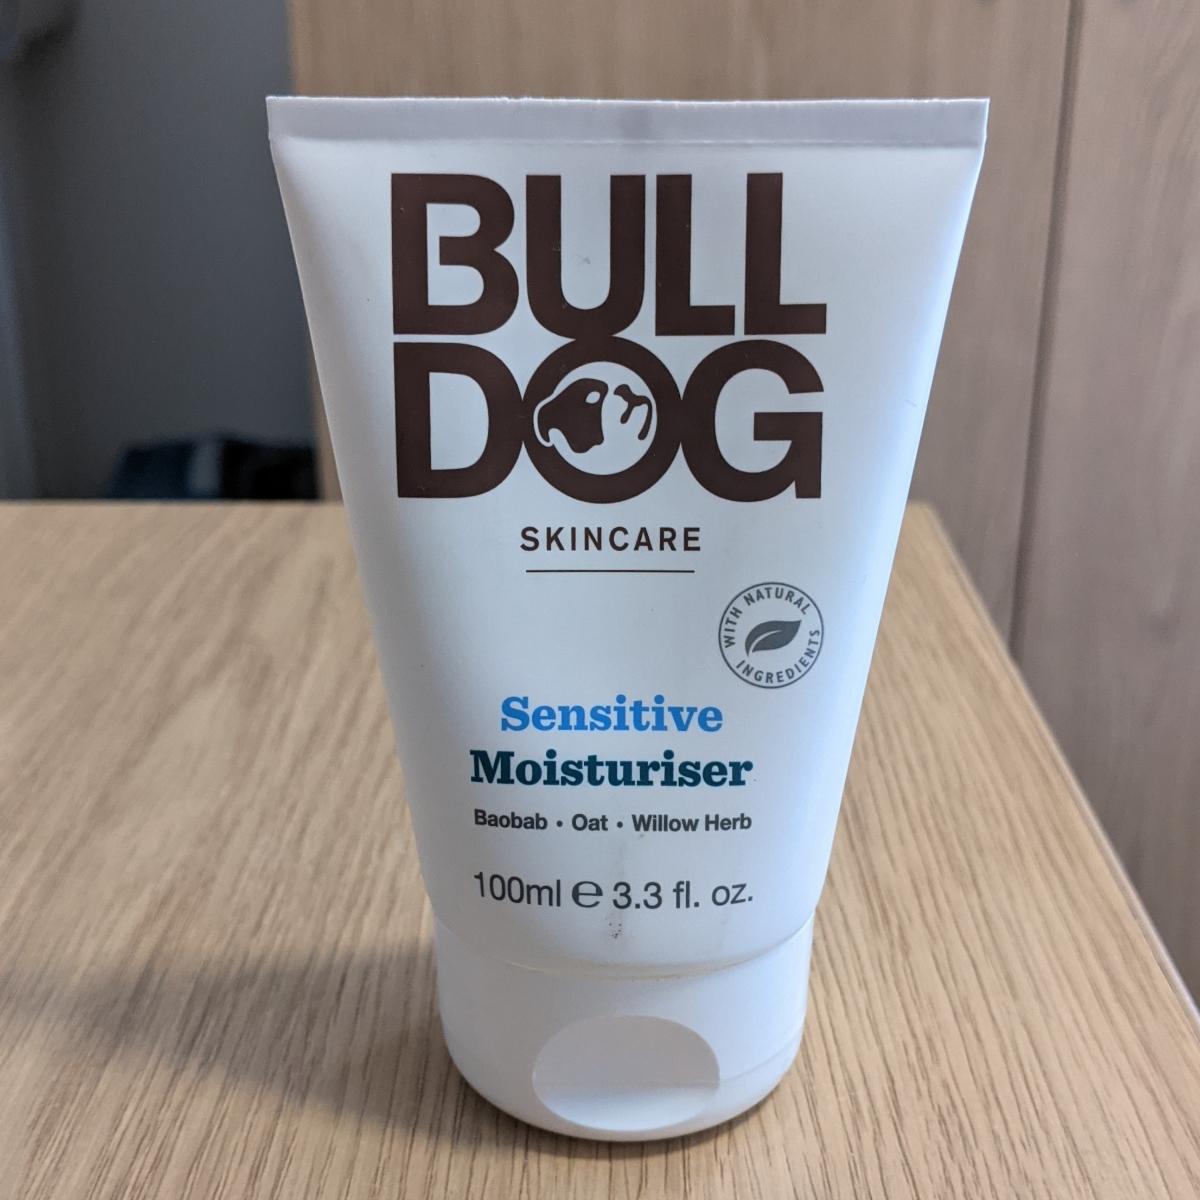 BULL
DOG
SKINCARE
WITH NATURAL
INGREDIENTS
Sensitive
Moisturiser
Baobab • Oat • Willow Herb
100ml ℮ 3.3 fl. oz.